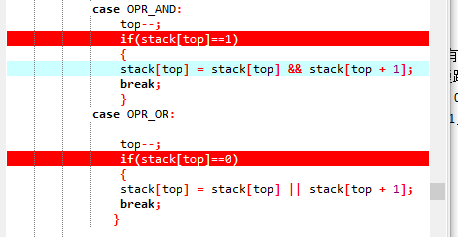 case OPR_AND:
top--;
if(stack[top]==1)
{
stack[top] = stack[top] && stack[top + 1];
break;
}
case OPR_OR:
top--;
if(stack[top]==0)
{
stack[top] = stack[top] || stack[top + 1];
break;
}
有